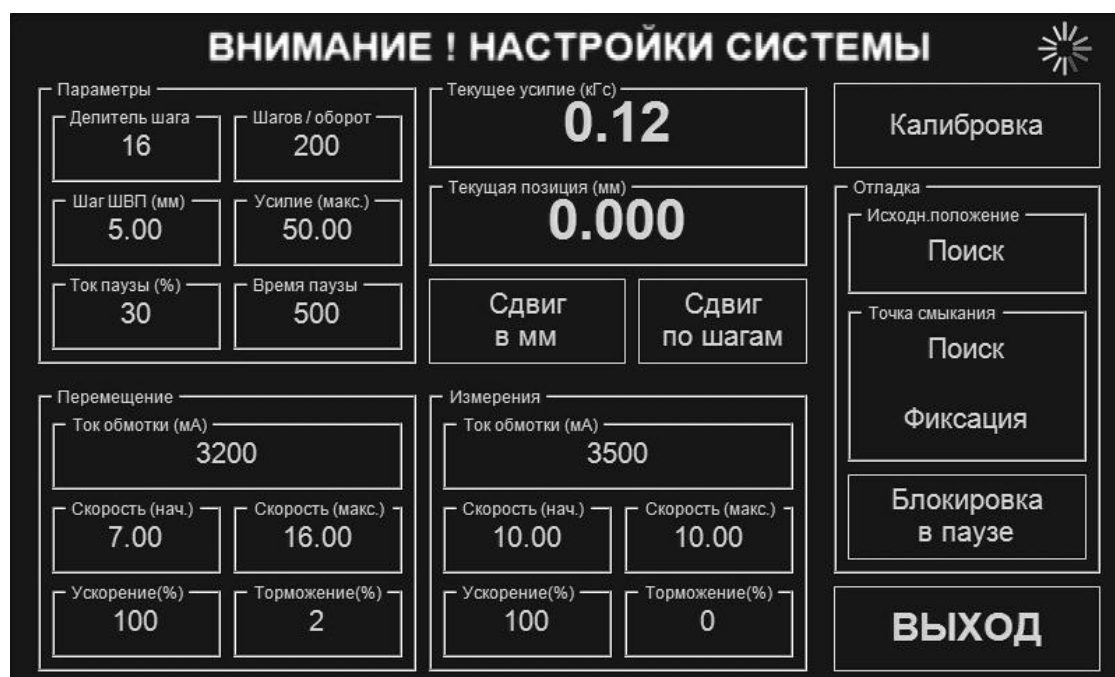 ВНИМАНИЕ ! НАСТРОЙКИ СИСТЕМЫ
Параметры
Делитель шага
16
Шагов / оборот
200
Шаг ШВП (мм)
5.00
Усилие (макс.)
50.00
Ток паузы (%)
30
Время паузы
500
Текущее усилие (кГс)
0.12
Текущая позиция (мм)
0.000
Сдвиг
в мм
Сдвиг
по шагам
Калибровка
Отладка
Исходн.положение
Поиск
Точка смыкания
Поиск
Фиксация
Блокировка
в паузе
Перемещение
Ток обмотки (мА)
3200
Скорость (нач.)
7.00
Скорость (макс.)
16.00
Ускорение(%)
100
Торможение(%)
2
Измерения
Ток обмотки (мА)
3500
Скорость (нач.)
10.00
Скорость (макс.)
10.00
Ускорение(%)
100
Торможение(%)
0
ВЫХОД